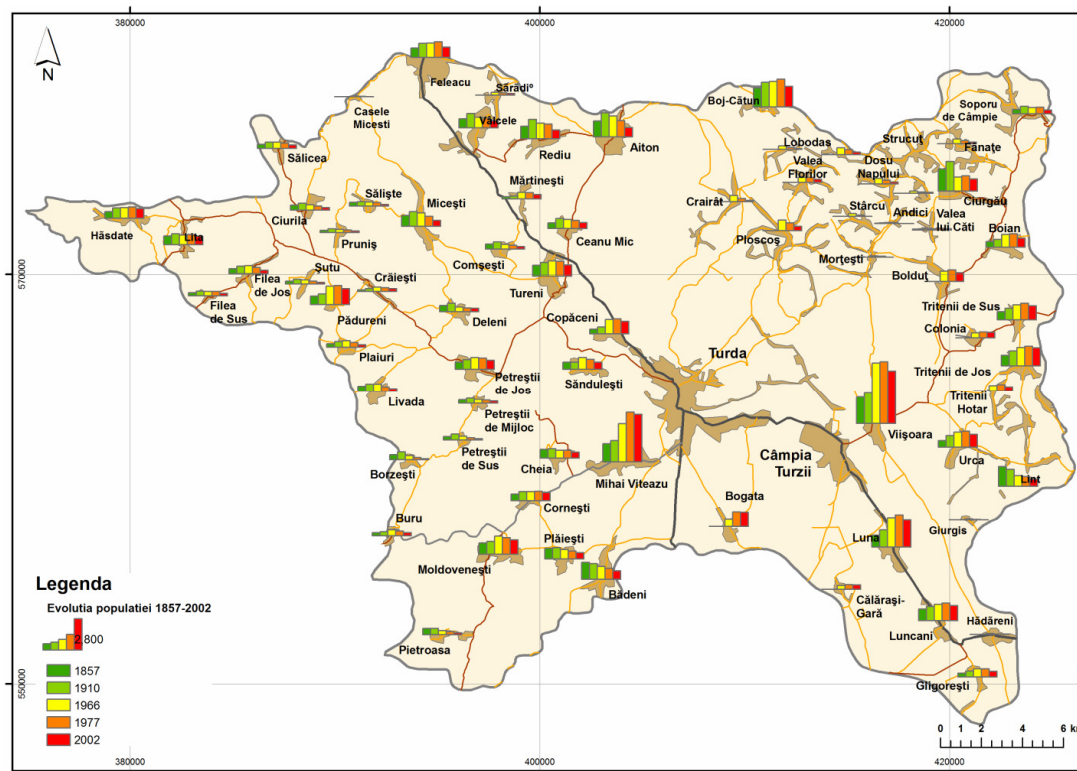 380000
400000
420000
N
Feleacu
Sărădiº
Casele
Micesti
Vâlcele
Rediu
Aiton
Boj-Cătun
Soporu
de Câmpie
Lobodas
Strucuţ
Fânaţe
Valea
Florilor
Dosu
Napului
Sălicea
Mărtineşti
Ciurila
Sălişte
Miceşti
Crairât
Stârcu
Andici
Ciurgău
Valea
lui Căti
Boian
Hăsdate
Lita
Pruniş
Ceanu Mic
Comşeşti
Ploscoş
Morţeşti
Bolduţ
570000
Filea
de Jos
Şutu
Crăieşti
Tureni
Filea
de Sus
Pădureni
Deleni
Copăceni
Tritenii de Sus
Colonia
Plaiuri
Turda
Petreştii
de Jos
Sănduleşti
Tritenii de Jos
Livada
Petreştii
de Mijloc
Tritenii
Hotar
Viişoara
Petreştii
de Sus
Câmpia
Turzii
Urca
Borzeşti
Cheia
Mihai Viteazu
Lint
Bogata
Corneşti
Buru
Giurgis
Plăieşti
Luna
Moldoveneşti
Bădeni
Călăraşi-
Gară
Hădăreni
Luncani
Pietroasa
Gligoreşti
Legenda
Evolutia populatiei 1857-2002
2,800
1857
1910
1966
1977
2002
0 1 2 4 6 km
380000
400000
420000